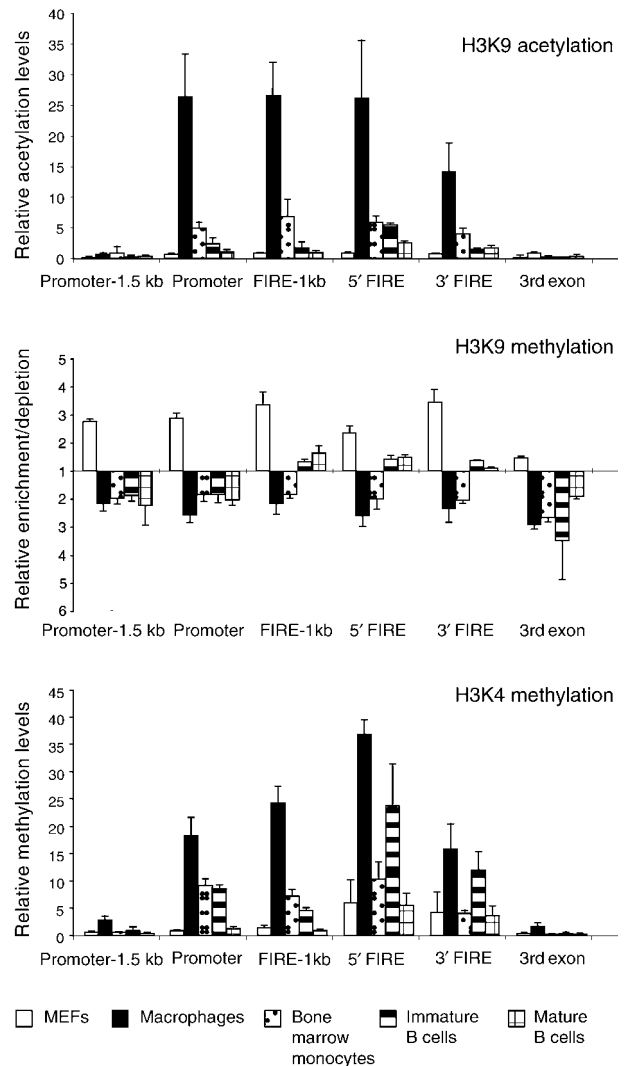 H3K9 acetylation
Relative acetylation levels
40
35
30
25
20
15
10
5
0
Promoter-1.5 kb Promoter FIRE-1kb 5′ FIRE 3′ FIRE 3rd exon
H3K9 methylation
Relative enrichment/depletion
5
4
3
2
1
2
3
4
5
6
Promoter-1.5 kb Promoter FIRE-1kb 5′ FIRE 3′ FIRE 3rd exon
H3K4 methylation
Relative methylation levels
45
40
35
30
25
20
15
10
5
0
Promoter-1.5 kb Promoter FIRE-1kb 5′ FIRE 3′ FIRE 3rd exon
MEFs
Macrophages
Bone
marrow
monocytes
Immature
B cells
Mature
B cells